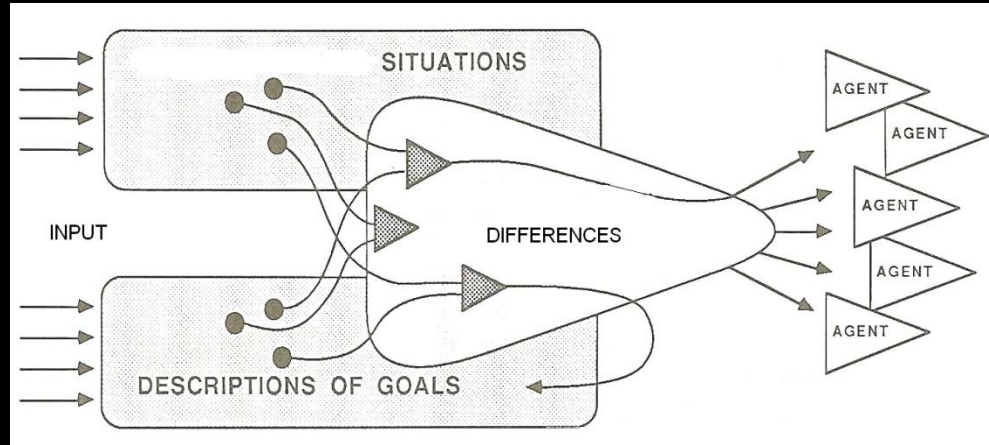 SITUATIONS
AGENT
AGENT
AGENT
INPUT
DIFFERENCES
AGENT
AGENT
DESCRIPTIONS OF GOALS